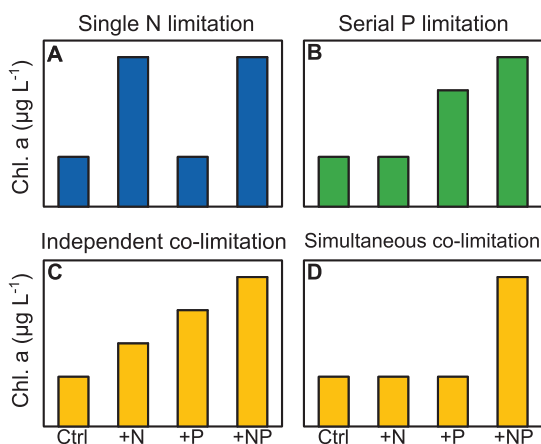 Single N limitation
Serial P limitation
A
B
Chl. a (µg L⁻¹)
Independent co-limitation
Simultaneous co-limitation
C
D
Chl. a (µg L⁻¹)
Ctrl +N +P +NP
Ctrl +N +P +NP